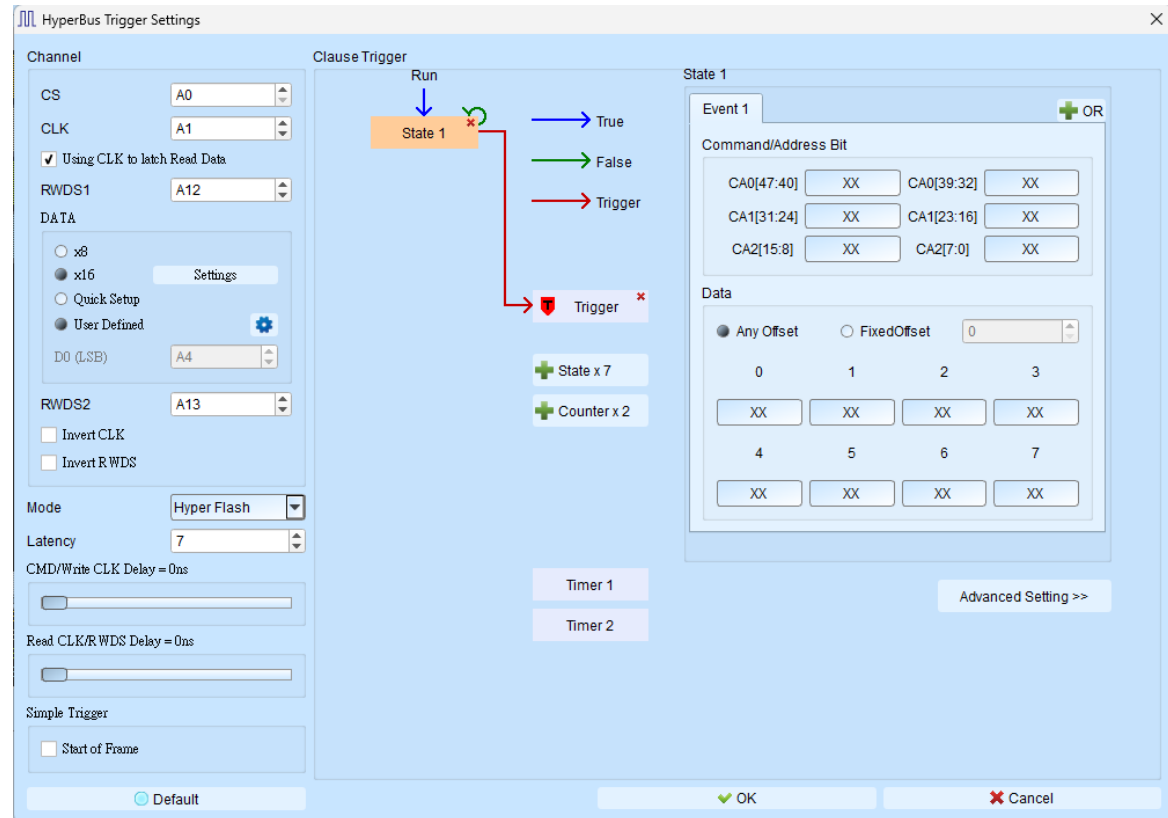 HyperBus Trigger Settings
Channel
CS A0
CLK A1
Using CLK to latch Read Data
RWDS1 A12
DATA
x8
x16 Settings
Quick Setup
User Defined
D0 (LSB) A4
RWDS2 A13
Invert CLK
Invert RWDS
Mode Hyper Flash
Latency 7
CMD/Write CLK Delay = 0ns
Read CLK/RWDS Delay = 0ns
Simple Trigger
Start of Frame
Default
Clause Trigger
Run
State 1
True
False
Trigger
T Trigger
State x 7
Counter x 2
Timer 1
Timer 2
State 1
Event 1 OR
Command/Address Bit
CA0[47:40] XX CA0[39:32] XX
CA1[31:24] XX CA1[23:16] XX
CA2[15:8] XX CA2[7:0] XX
Data
Any Offset FixedOffset 0
0 1 2 3
XX XX XX XX
4 5 6 7
XX XX XX XX
Advanced Setting >>
OK Cancel